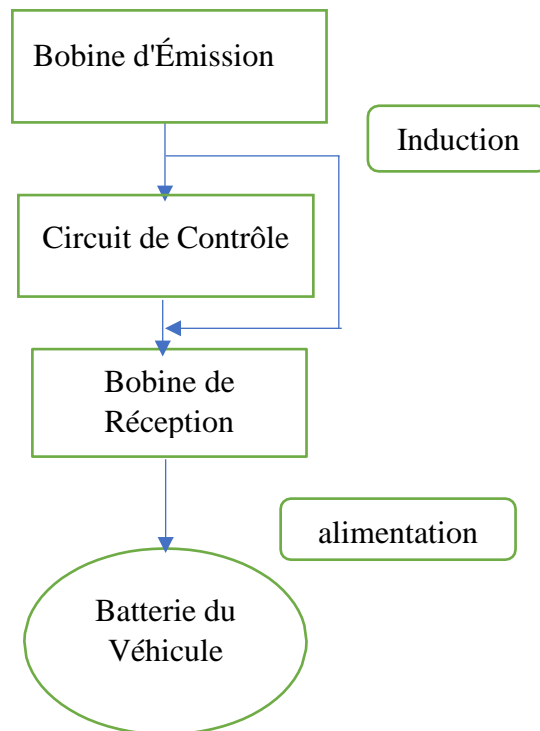 Bobine d'Émission
Induction
Circuit de Contrôle
Bobine de
Réception
alimentation
Batterie du
Véhicule